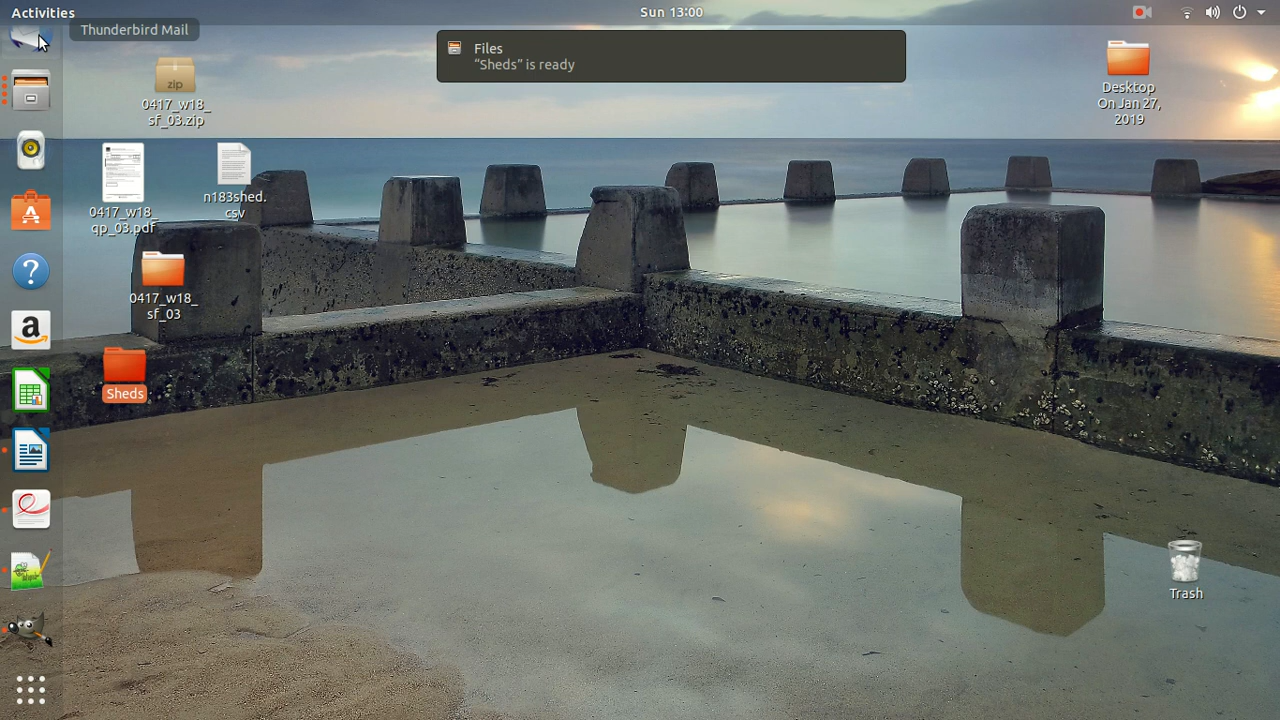 Activities
Sun 13:00
Thunderbird Mail
Files
“Sheds” is ready
zip
0417_w18_
sf_03.zip
Desktop
On Jan 27,
2019
0417_w18_
qp_03.pdf
n183shed.
csv
0417_w18_
sf_03
Sheds
Trash